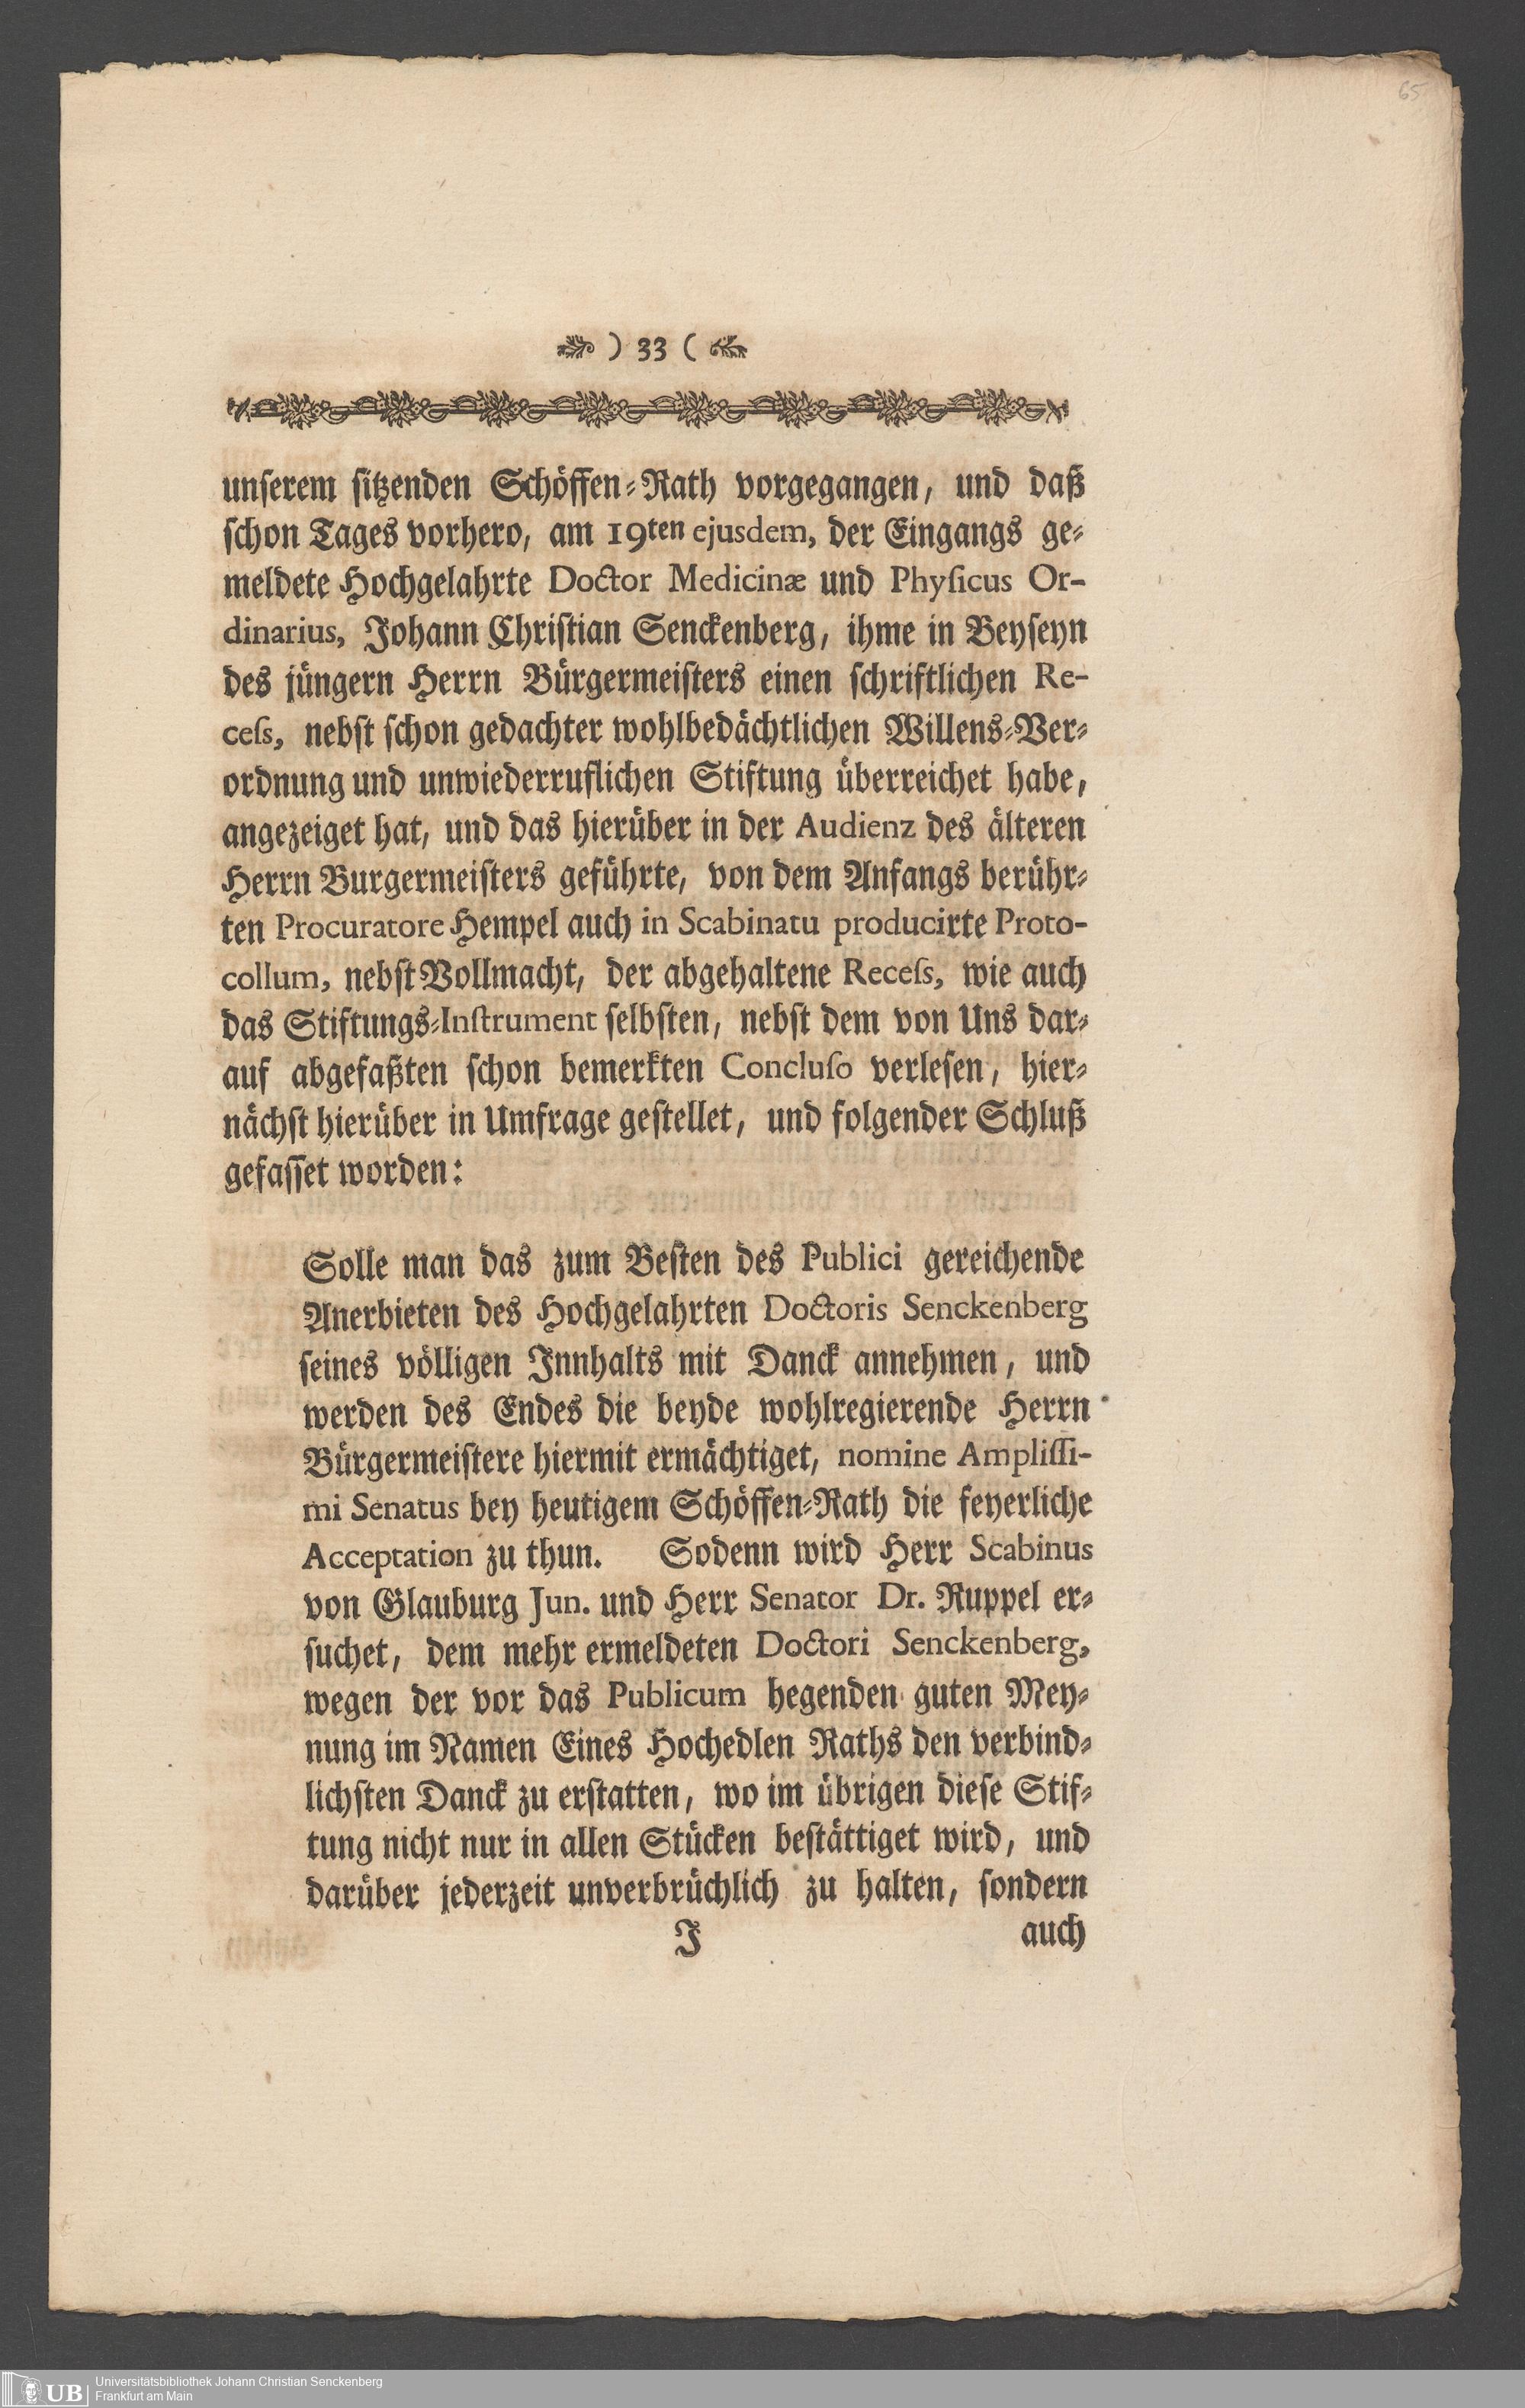 65
) 33 (
unserem sitzenden Schöffen-Rath vorgegangen, und daß
schon Tages vorhero, am 19ten ejusdem, der Eingangs ge-
meldete Hochgelahrte Doctor Medicinæ und Physicus Or-
dinarius, Johann Christian Senckenberg, ihme in Beyseyn
des jüngern Herrn Bürgermeisters einen schriftlichen Re-
cess, nebst schon gedachter wohlbedächtlichen Willens-Ver-
ordnung und unwiederruflichen Stiftung überreichet habe,
angezeiget hat, und das hierüber in der Audienz des älteren
Herrn Burgermeisters geführte, von dem Anfangs berühr-
ten Procuratore Hempel auch in Scabinatu producirte Proto-
collum, nebst Vollmacht, der abgehaltene Recess, wie auch
das Stiftungs-Instrument selbsten, nebst dem von Uns dar-
auf abgefaßten schon bemerkten Concluso verlesen, hier-
nächst hierüber in Umfrage gestellet, und folgender Schluß
gefasset worden:
Solle man das zum Besten des Publici gereichende
Anerbieten des Hochgelahrten Doctoris Senckenberg
seines völligen Innhalts mit Danck annehmen, und
werden des Endes die beyde wohlregierende Herrn
Bürgermeistere hiermit ermächtiget, nomine Amplissi-
mi Senatus bey heutigem Schöffen-Rath die feyerliche
Acceptation zu thun. Sodenn wird Herr Scabinus
von Glauburg Jun. und Herr Senator Dr. Ruppel er-
suchet, dem mehr ermeldeten Doctori Senckenberg,
wegen der vor das Publicum hegenden guten Mey-
nung im Namen Eines Hochedlen Raths den verbind-
lichsten Danck zu erstatten, wo im übrigen diese Stif-
tung nicht nur in allen Stücken bestättiget wird, und
darüber jederzeit unverbrüchlich zu halten, sondern
J auch
UB Universitätsbibliothek Johann Christian Senckenberg
Frankfurt am Main